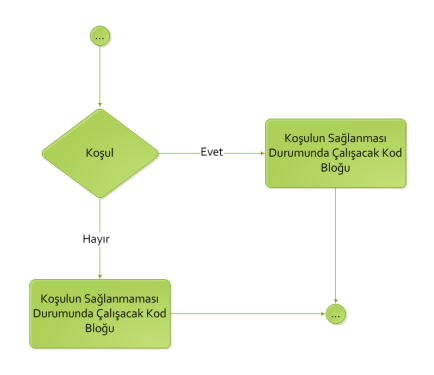 ...
Koşul
Evet
Koşulun Sağlanması
Durumunda Çalışacak Kod
Bloğu
Hayır
Koşulun Sağlanmaması
Durumunda Çalışacak Kod
Bloğu
...